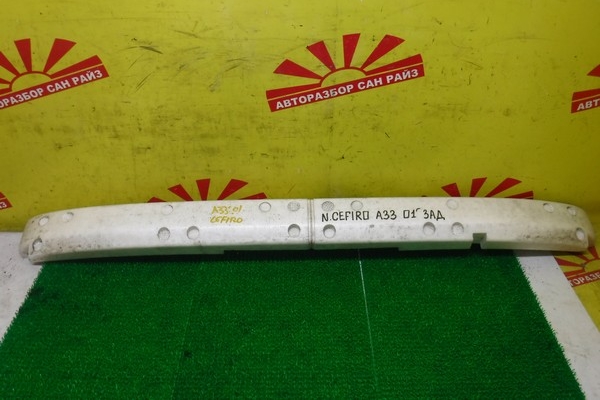 АВТОРАЗБОР САН РАЙЗ
АВТОРАЗБОР САН РАЙЗ
A33 01
CEFIRO
N.CEFIRO A33 01г ЗАД